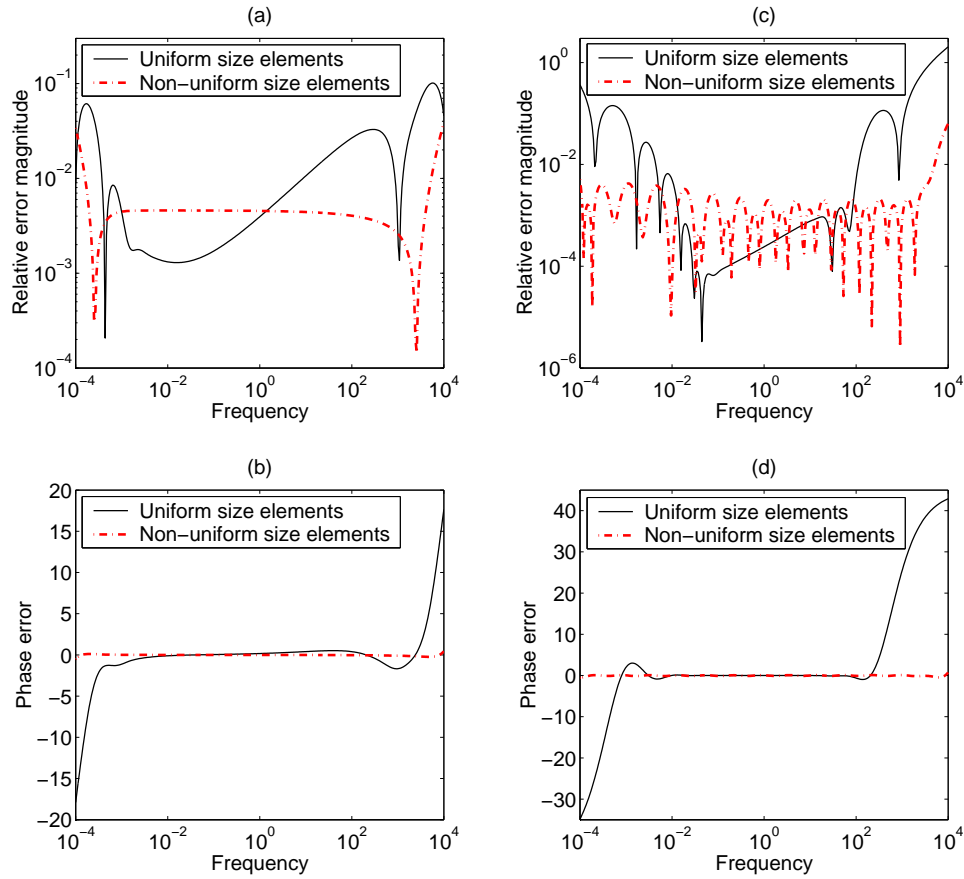 (a)
Uniform size elements
Non−uniform size elements
Relative error magnitude
10^−1
10^−2
10^−3
10^−4
10^−4 10^−2 10^0 10^2 10^4
Frequency
(c)
Uniform size elements
Non−uniform size elements
Relative error magnitude
10^0
10^−2
10^−4
10^−6
10^−4 10^−2 10^0 10^2 10^4
Frequency
(b)
Uniform size elements
Non−uniform size elements
Phase error
20
15
10
5
0
−5
−10
−15
−20
10^−4 10^−2 10^0 10^2 10^4
Frequency
(d)
Uniform size elements
Non−uniform size elements
Phase error
40
30
20
10
0
−10
−20
−30
10^−4 10^−2 10^0 10^2 10^4
Frequency